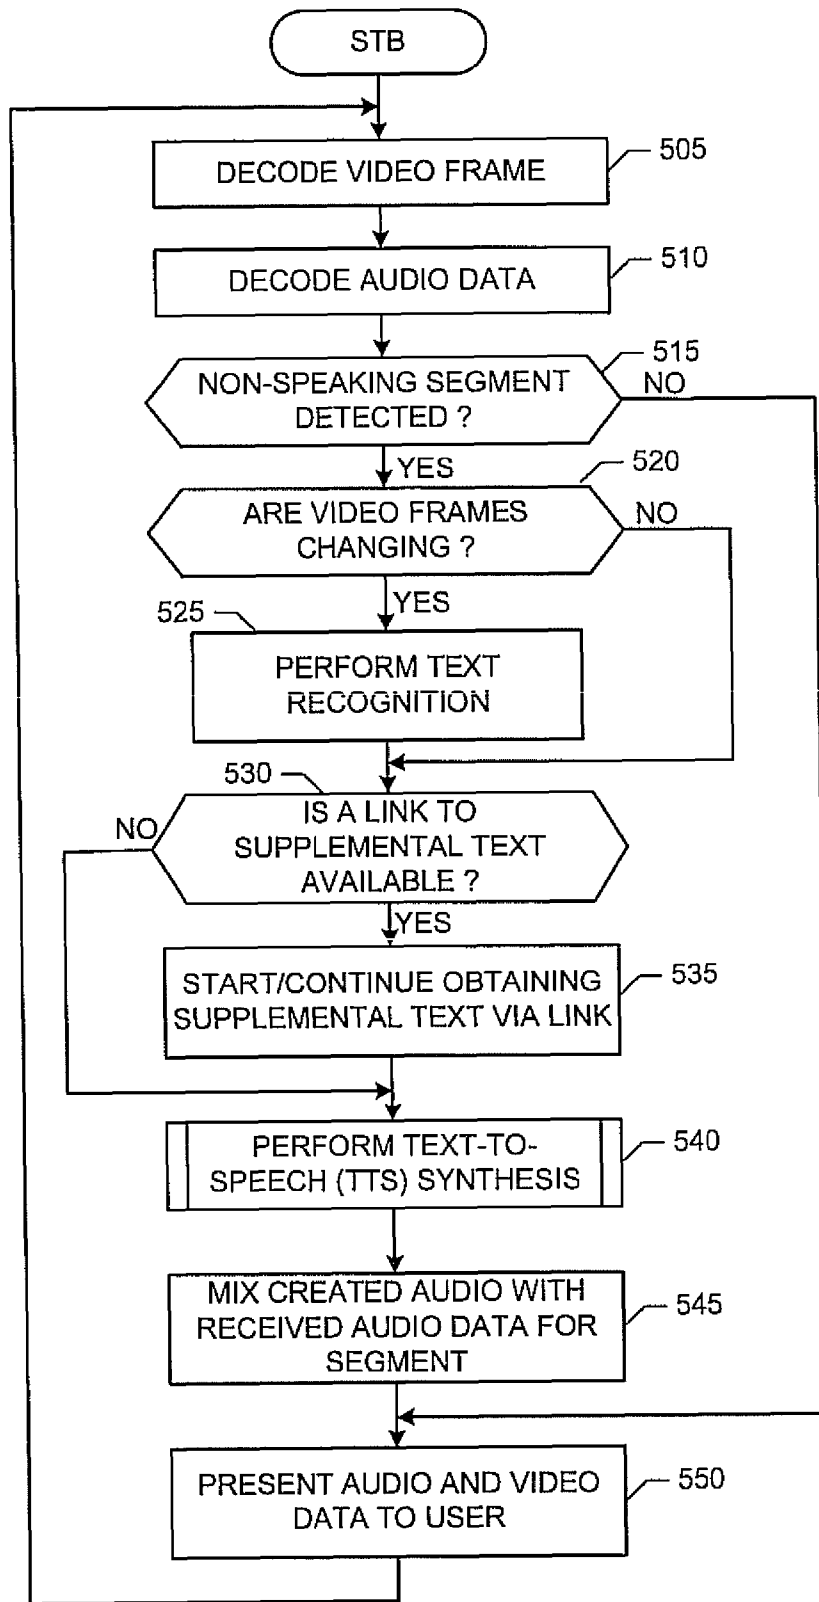 STB
DECODE VIDEO FRAME
505
DECODE AUDIO DATA
510
NON-SPEAKING SEGMENT
DETECTED ?
515
NO
YES
520
ARE VIDEO FRAMES
CHANGING ?
NO
YES
525
PERFORM TEXT
RECOGNITION
530
IS A LINK TO
SUPPLEMENTAL TEXT
AVAILABLE ?
NO
YES
START/CONTINUE OBTAINING
SUPPLEMENTAL TEXT VIA LINK
535
PERFORM TEXT-TO-
SPEECH (TTS) SYNTHESIS
540
MIX CREATED AUDIO WITH
RECEIVED AUDIO DATA FOR
SEGMENT
545
PRESENT AUDIO AND VIDEO
DATA TO USER
550